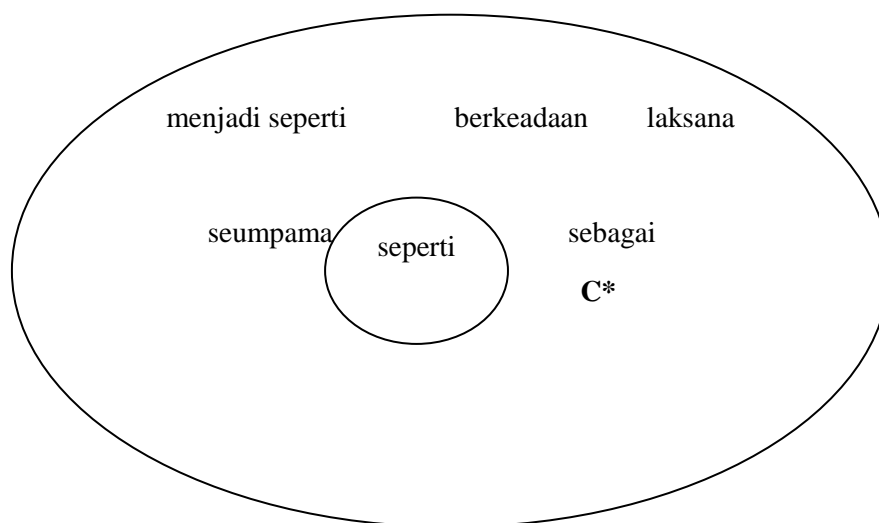 menjadi seperti berkeadaan laksana
seumpama seperti sebagai
C*